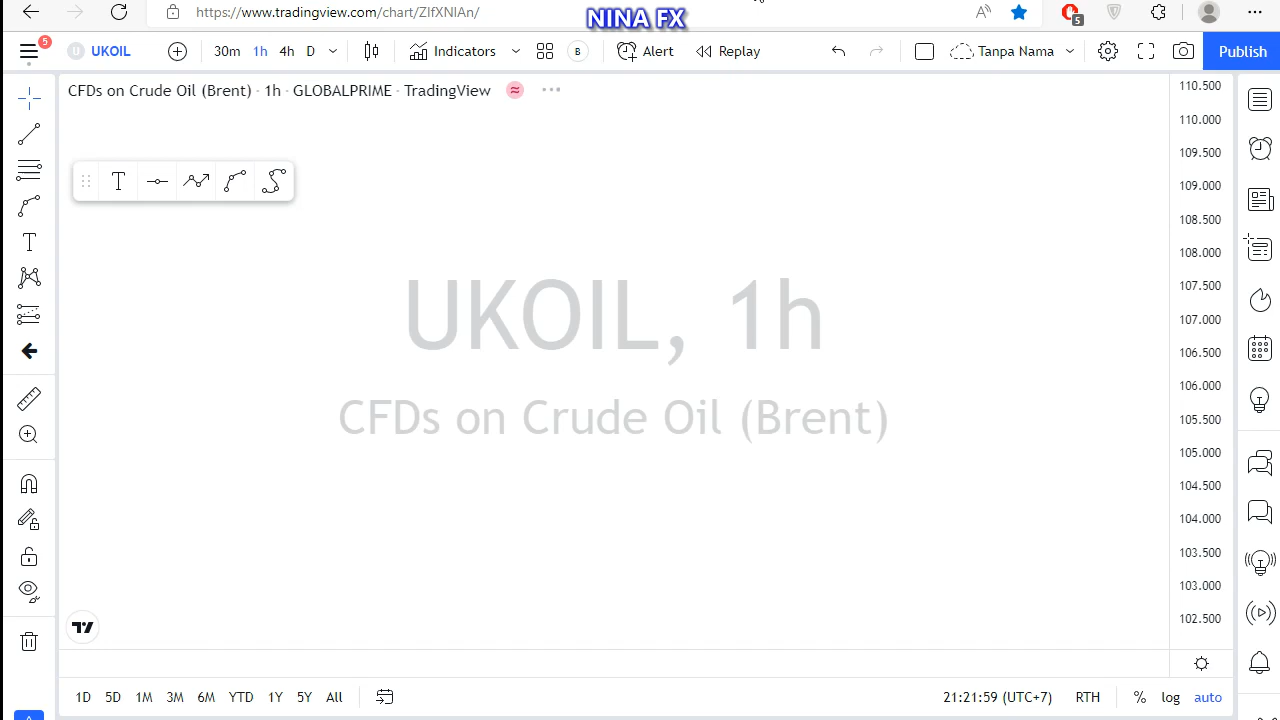 https://www.tradingview.com/chart/ZIfXNIAn/
NINA FX
5
5
U UKOIL
30m 1h 4h D
Indicators
B
Alert
Replay
Tanpa Nama
Publish
CFDs on Crude Oil (Brent) · 1h · GLOBALPRIME · TradingView
T
T
UKOIL, 1h
CFDs on Crude Oil (Brent)
110.500
110.000
109.500
109.000
108.500
108.000
107.500
107.000
106.500
106.000
105.500
105.000
104.500
104.000
103.500
103.000
102.500
1D 5D 1M 3M 6M YTD 1Y 5Y All
21:21:59 (UTC+7) RTH % log auto